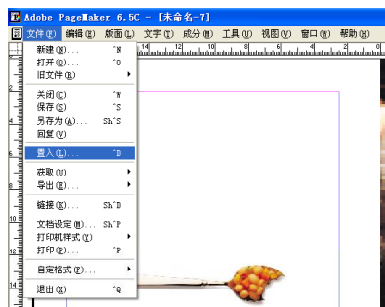 Adobe PageMaker 6.5C - [未命名-7]
文件(F) 编辑(E) 版面(L) 文字(T) 成分(M) 工具(U) 视图(V) 窗口(W) 帮助(H)
新建(N)... ^N
打开(O)... ^O
旧文件(R)
关闭(C) ^W
保存(S) ^S
另存为(A)... Sh^S
回复(V)
置入(L)... ^D
获取(U)
导出(E)
链接(K)... Sh^D
文档设定(M)... Sh^P
打印机样式(Y)
打印(P)... ^P
自定格式(P)...
退出(X) ^Q